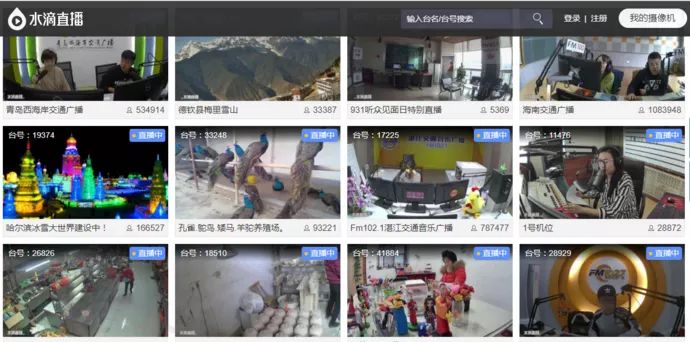 水滴直播
输入台名/台号搜索
登录 | 注册
我的摄像机
青岛西海岸交通广播 534914
德钦县梅里雪山 33387
931听众见面日特别直播 5369
海南交通广播 1083948
台号：19374 直播中
台号：33248 直播中
台号：17225 直播中
台号：11476 直播中
哈尔滨冰雪大世界建设中！ 166527
孔雀.鸵鸟.矮马.羊驼养殖场。 93221
Fm102.1湛江交通音乐广播 787477
1号机位 28872
台号：26826 直播中
台号：18510 直播中
台号：41884 直播中
台号：28929 直播中